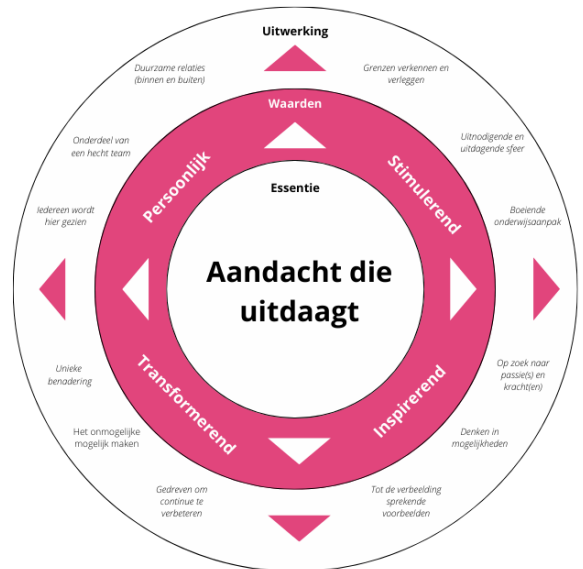 Uitwerking
Duurzame relaties
(binnen en buiten)
Grenzen verkennen en
verleggen
Waarden
Onderdeel van
een hecht team
Uitnodigende en
uitdagende sfeer
Persoonlijk
Stimulerend
Essentie
Iedereen wordt
hier gezien
Boeiende
onderwijsaanpak
Aandacht die
uitdaagt
Unieke
benadering
Op zoek naar
passie(s) en
kracht(en)
Transformerend
Inspirerend
Het onmogelijke
mogelijk maken
Denken in
mogelijkheden
Gedreven om
continue te
verbeteren
Tot de verbeelding
sprekende
voorbeelden